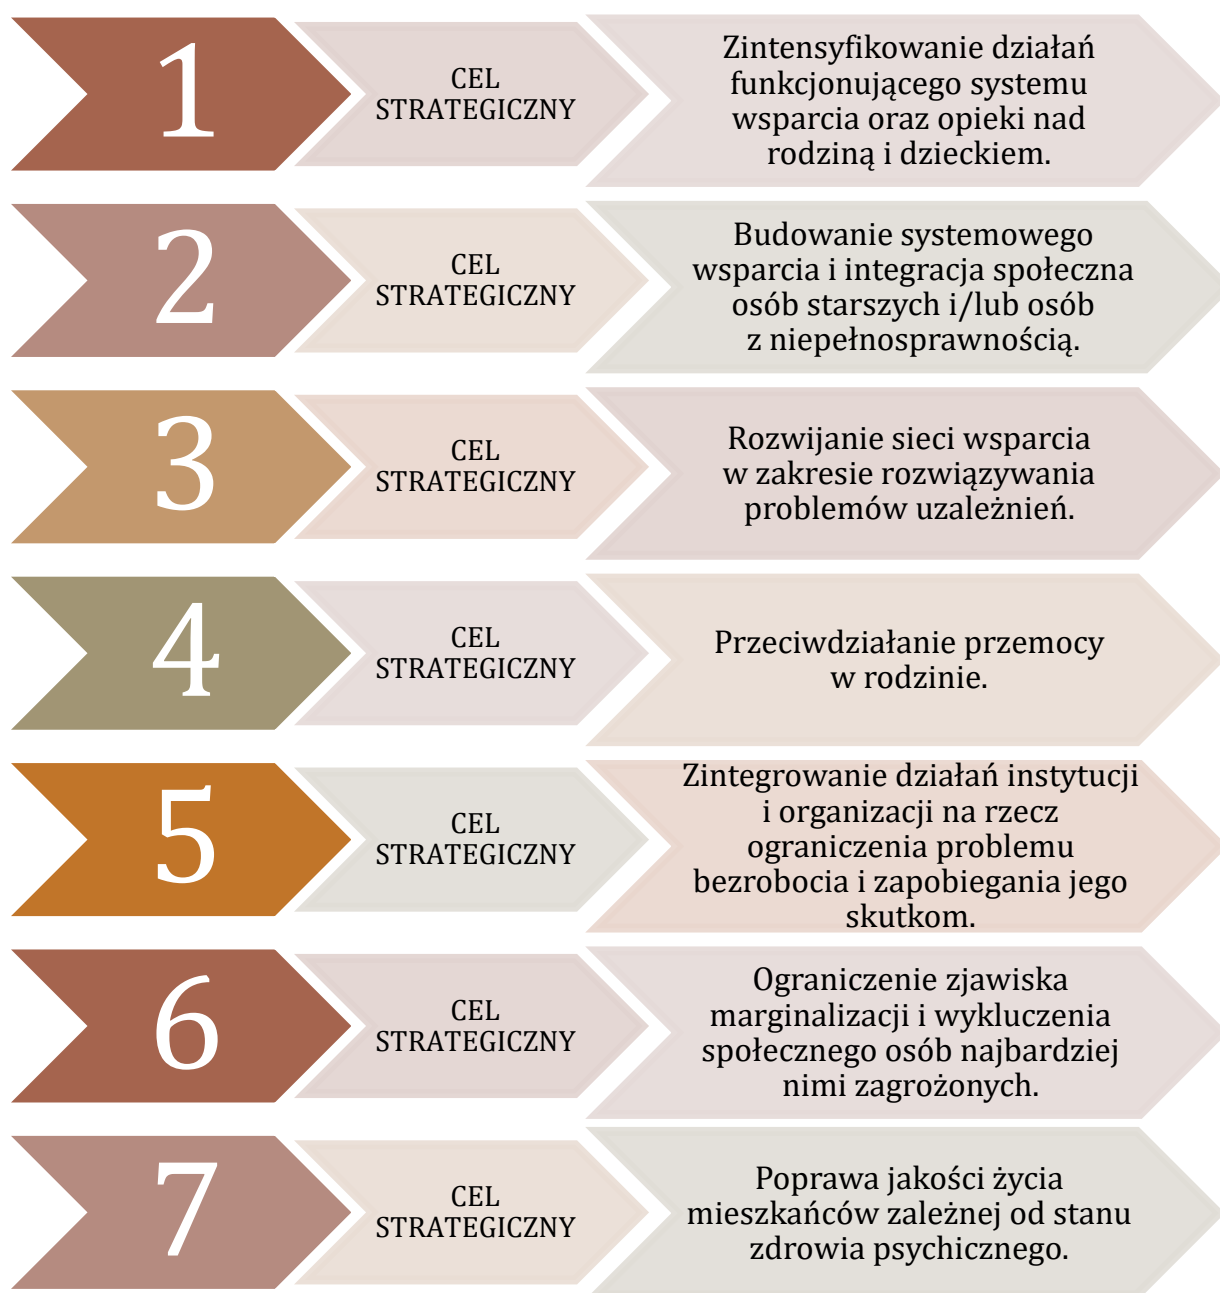 1
CEL
STRATEGICZNY
Zintensyfikowanie działań
funkcjonującego systemu
wsparcia oraz opieki nad
rodziną i dzieckiem.
2
CEL
STRATEGICZNY
Budowanie systemowego
wsparcia i integracja społeczna
osób starszych i/lub osób
z niepełnosprawnością.
3
CEL
STRATEGICZNY
Rozwijanie sieci wsparcia
w zakresie rozwiązywania
problemów uzależnień.
4
CEL
STRATEGICZNY
Przeciwdziałanie przemocy
w rodzinie.
5
CEL
STRATEGICZNY
Zintegrowanie działań instytucji
i organizacji na rzecz
ograniczenia problemu
bezrobocia i zapobiegania jego
skutkom.
6
CEL
STRATEGICZNY
Ograniczenie zjawiska
marginalizacji i wykluczenia
społecznego osób najbardziej
nimi zagrożonych.
7
CEL
STRATEGICZNY
Poprawa jakości życia
mieszkańców zależnej od stanu
zdrowia psychicznego.